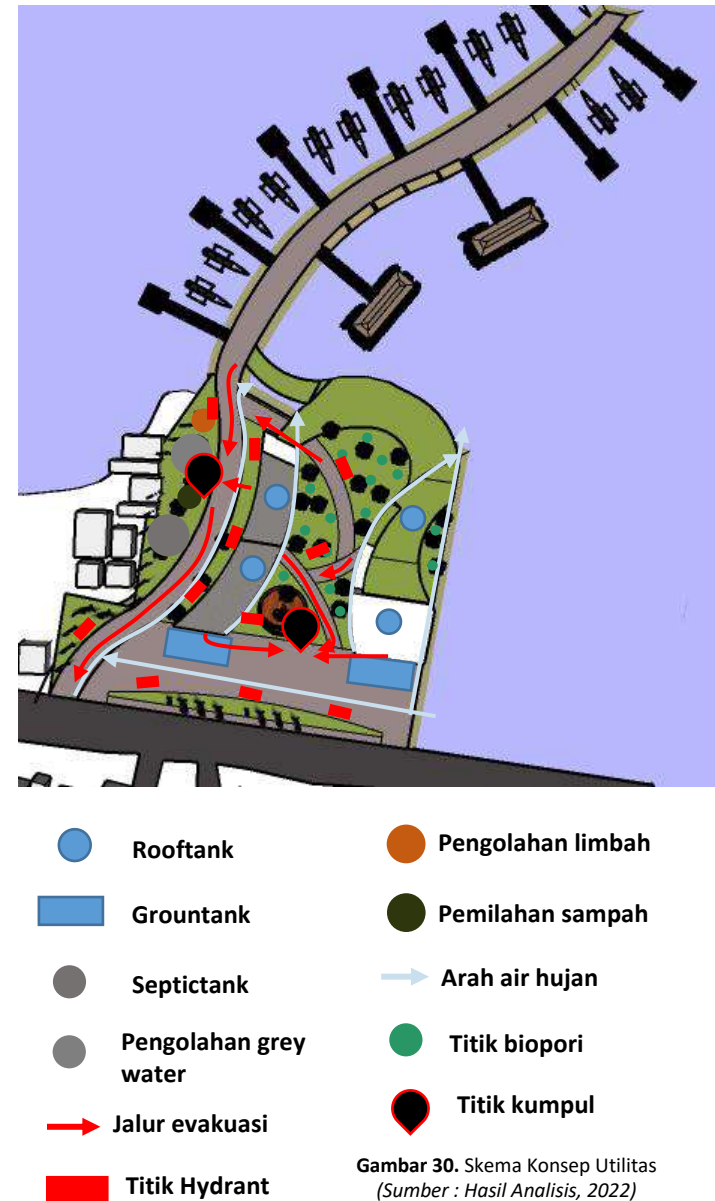 Rooftank
Grountank
Septictank
Pengolahan grey
water
Jalur evakuasi
Titik Hydrant
Pengolahan limbah
Pemilahan sampah
Arah air hujan
Titik biopori
Titik kumpul
Gambar 30. Skema Konsep Utilitas
(Sumber : Hasil Analisis, 2022)